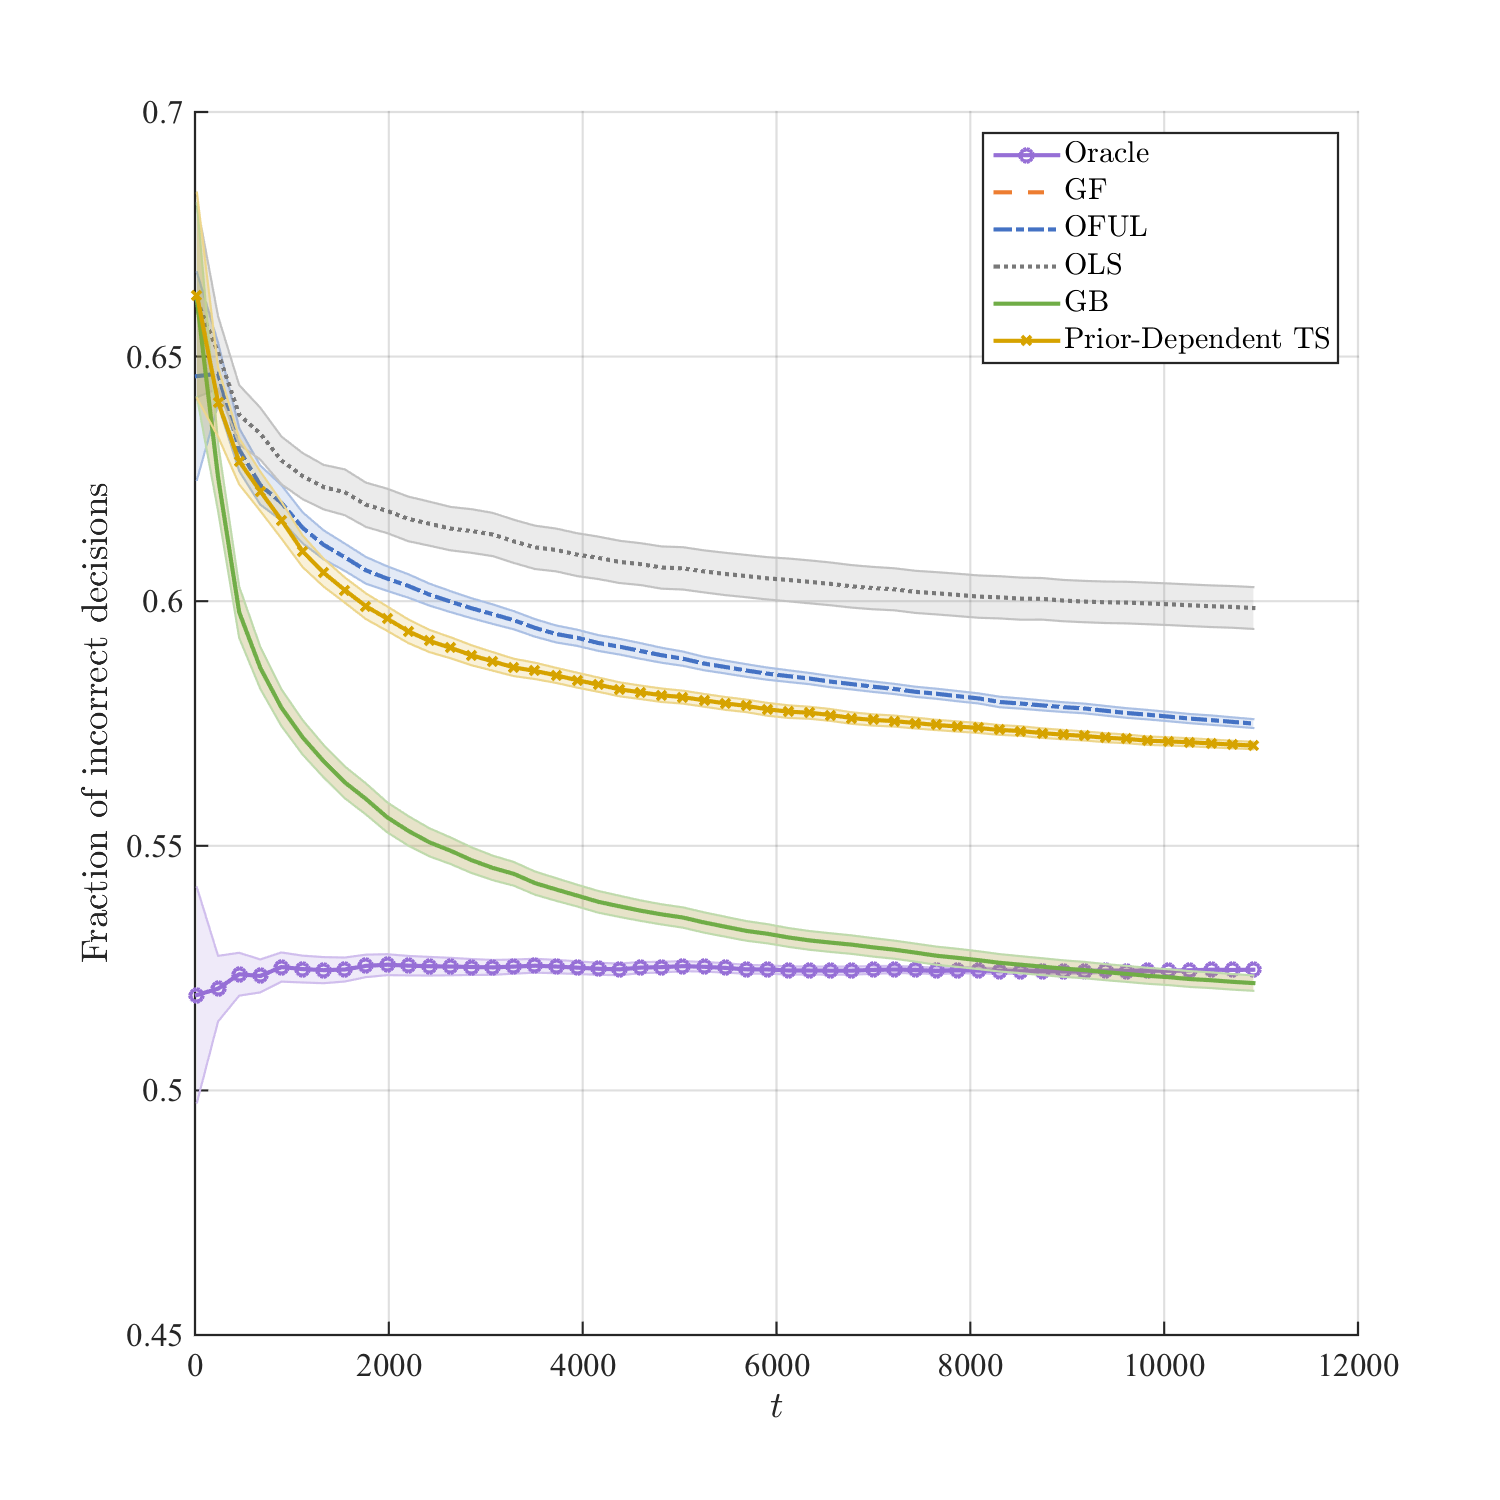 Fraction of incorrect decisions
0.7
0.65
0.6
0.55
0.5
0.45
0
2000
4000
6000
8000
10000
12000
t
Oracle
GF
OFUL
OLS
GB
Prior-Dependent TS